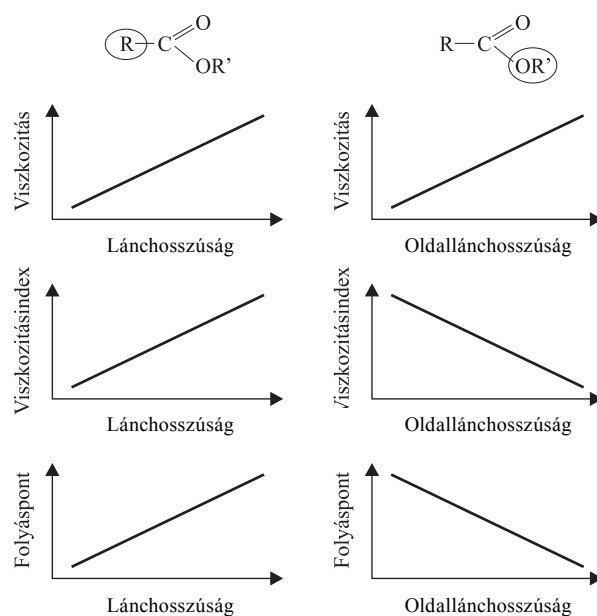 R—C
O
OR’
R—C
O
OR’
Viszkozitás
Lánchosszúság
Viszkozitás
Oldallánchosszúság
Viszkozitásindex
Lánchosszúság
Viszkozitásindex
Oldallánchosszúság
Folyáspont
Lánchosszúság
Folyáspont
Oldallánchosszúság